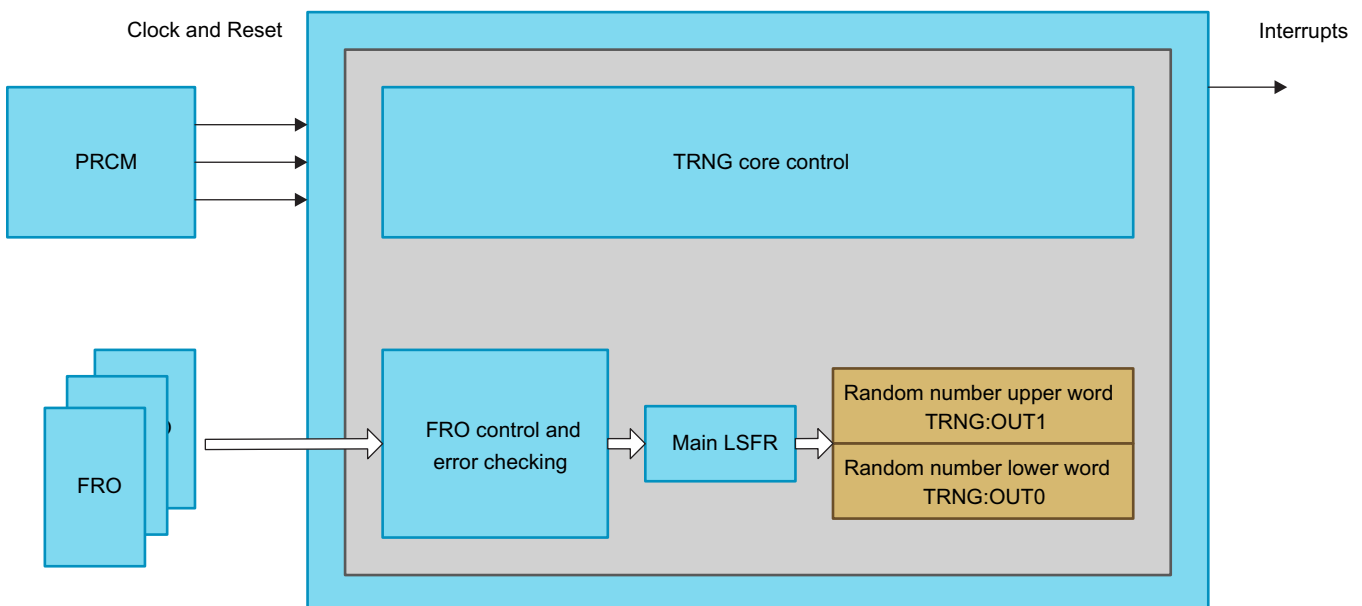 Clock and Reset
Interrupts
PRCM
TRNG core control
FRO
FRO control and
error checking
Main LSFR
Random number upper word
TRNG:OUT1
Random number lower word
TRNG:OUT0